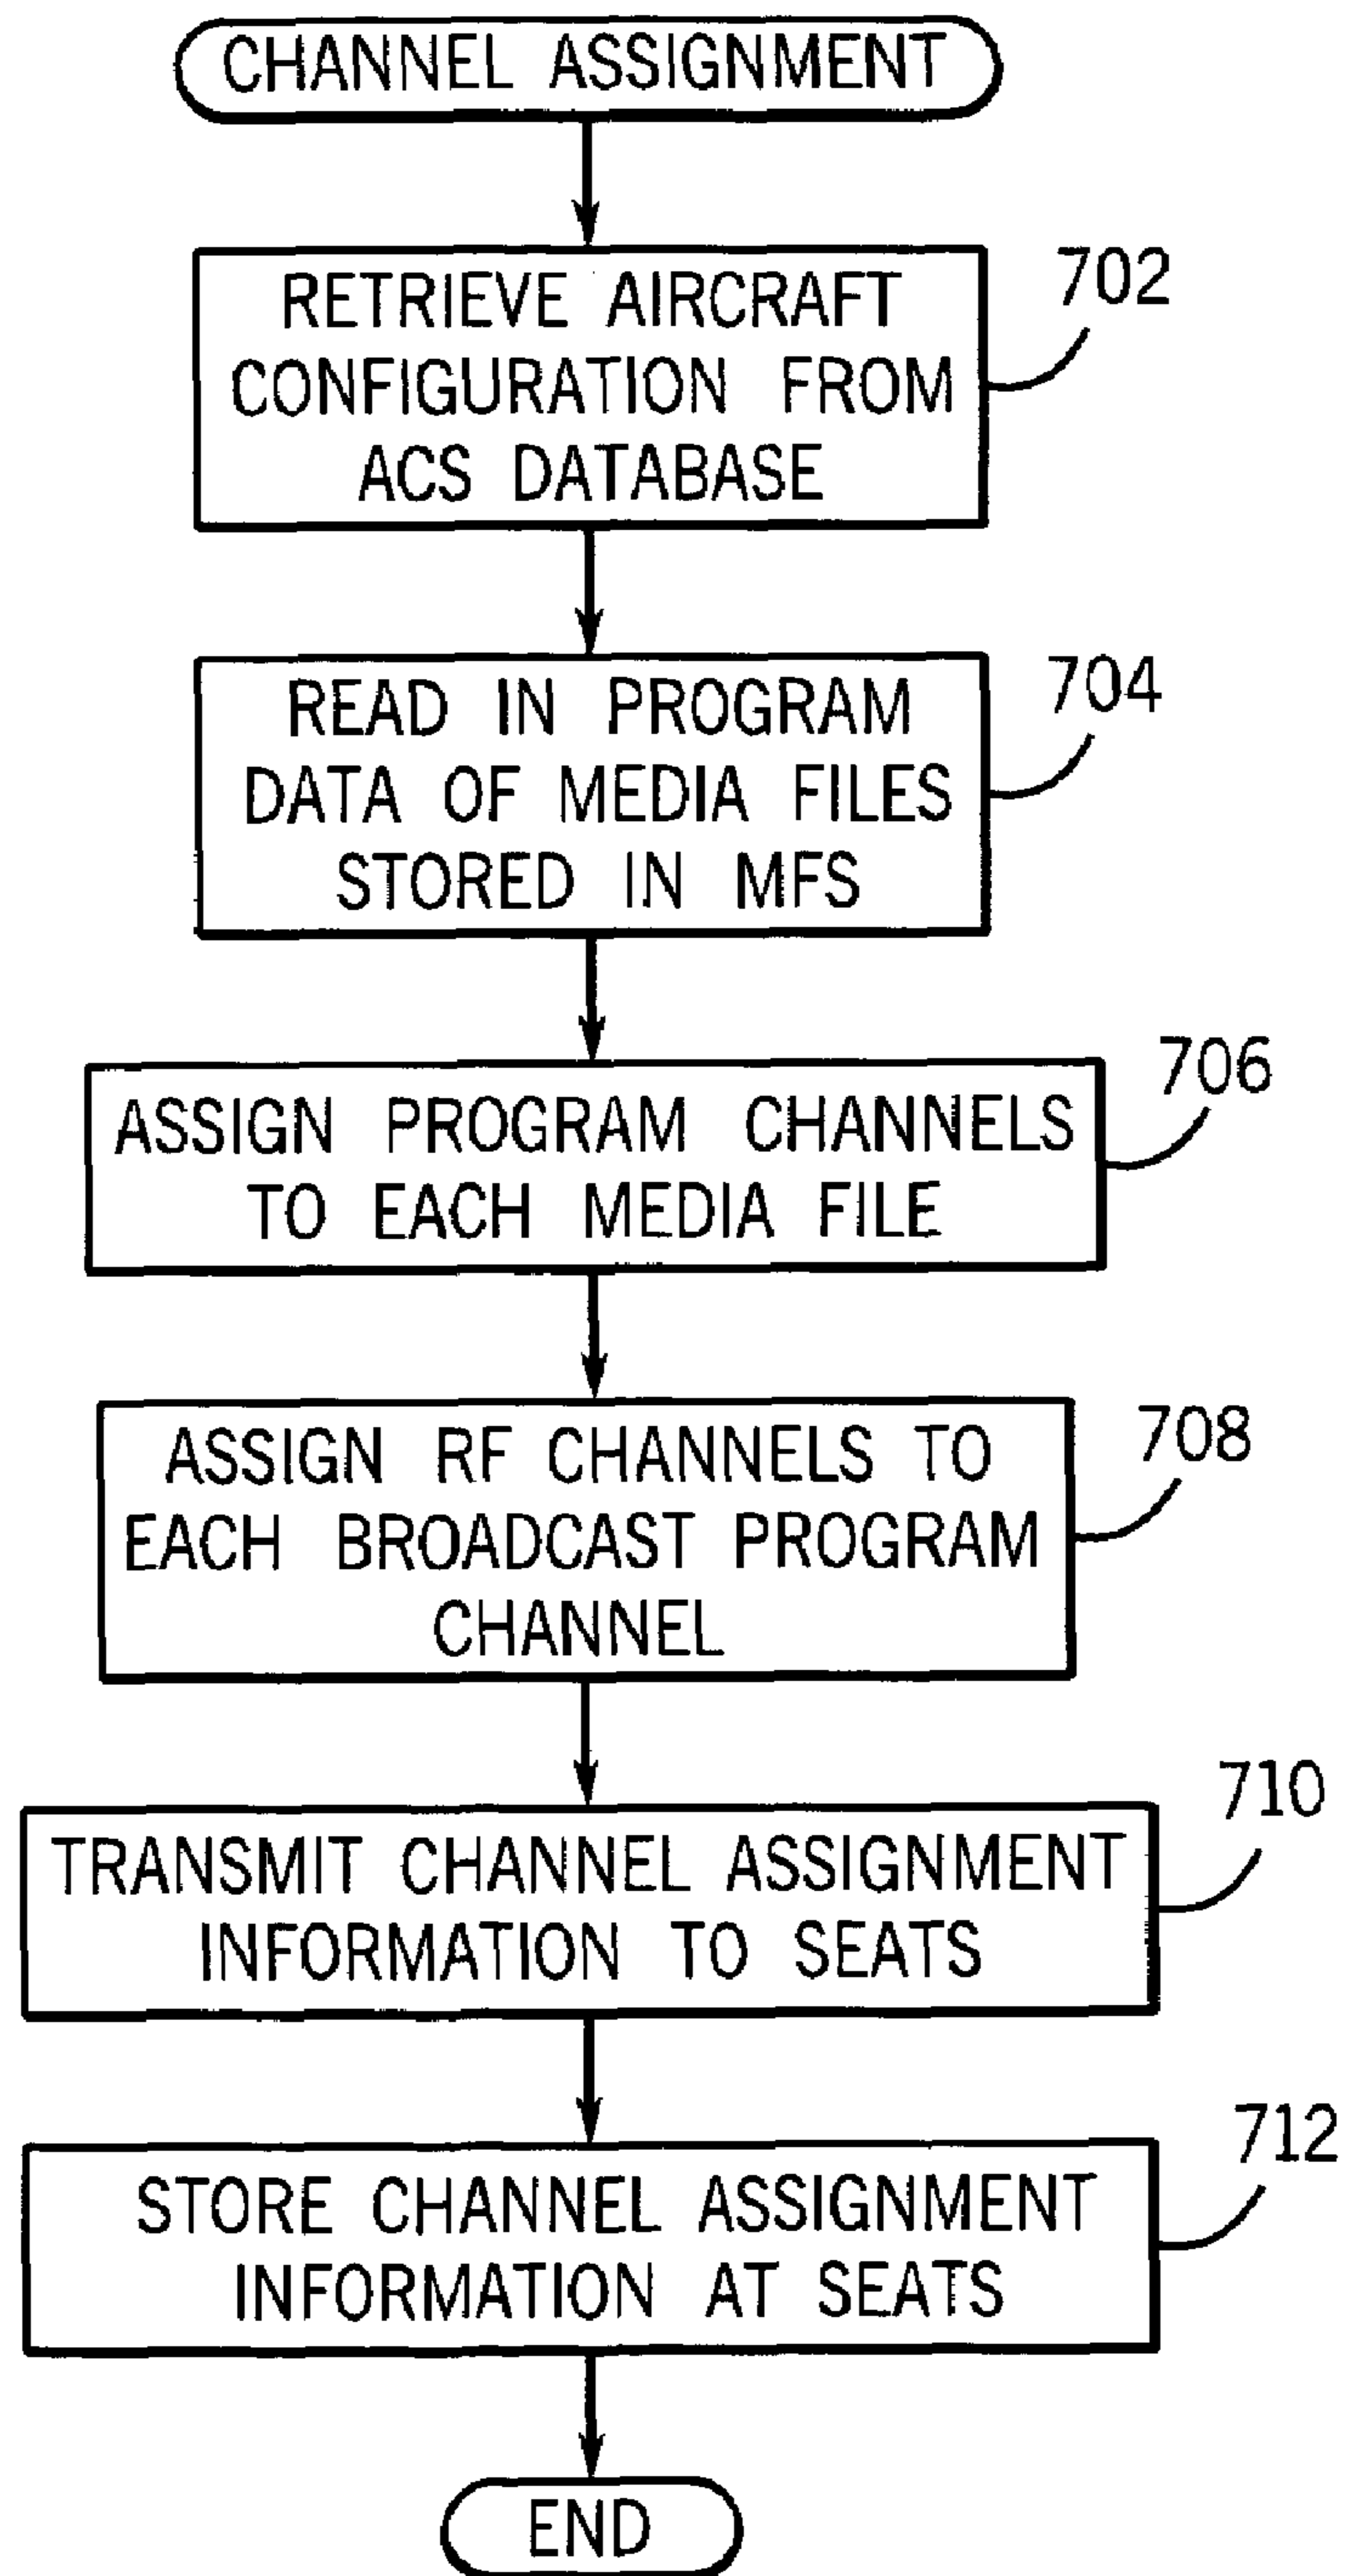 CHANNEL ASSIGNMENT
RETRIEVE AIRCRAFT
CONFIGURATION FROM
ACS DATABASE
702
READ IN PROGRAM
DATA OF MEDIA FILES
STORED IN MFS
704
ASSIGN PROGRAM CHANNELS
TO EACH MEDIA FILE
706
ASSIGN RF CHANNELS TO
EACH BROADCAST PROGRAM
CHANNEL
708
TRANSMIT CHANNEL ASSIGNMENT
INFORMATION TO SEATS
710
STORE CHANNEL ASSIGNMENT
INFORMATION AT SEATS
712
END